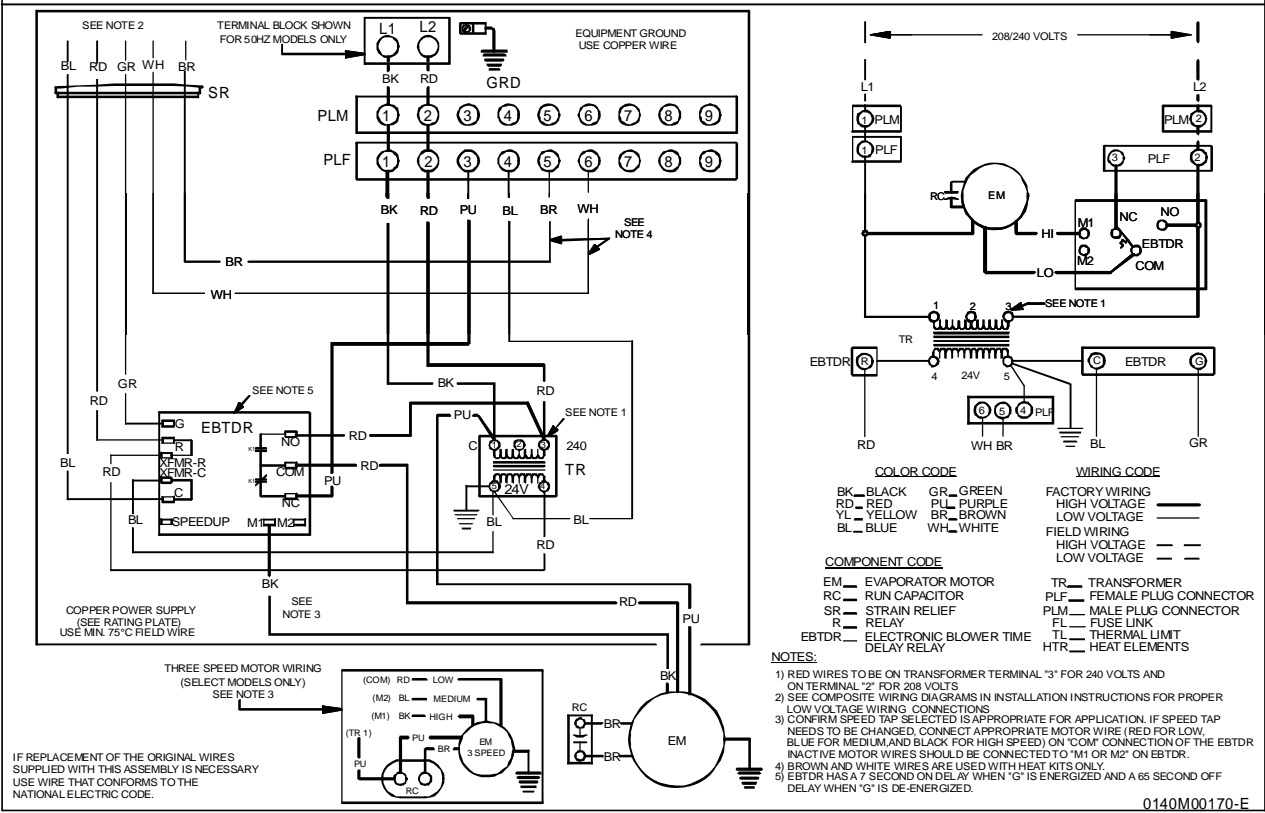 SEE NOTE 2
TERMINAL BLOCK SHOWN
FOR 50HZ MODELS ONLY
L1 L2
EQUIPMENT GROUND
USE COPPER WIRE
GRD
BL RD GR WH BR
SR
BK RD
PLM 1 2 3 4 5 6 7 8 9
PLF 1 2 3 4 5 6 7 8 9
BK RD PU BL BR WH
SEE
NOTE 4
BR
WH
GR
RD
BL
RD
SEE NOTE 5
EBTDR
G
R
XFMR-R
XFMR-C
C
SPEEDUP
K1
K1
NO
COM
NC
M1 M2
BL
RD
RD
PU
BK
PU
RD
SEE NOTE 1
C 1 2 3 240
TR
24V
5 4
BL
BL
RD
BK
SEE
NOTE 3
RD
PU
BK
COPPER POWER SUPPLY
(SEE RATING PLATE)
USE MIN. 75°C FIELD WIRE
THREE SPEED MOTOR WIRING
(SELECT MODELS ONLY)
SEE NOTE 3
(COM) RD LOW
(M2) BL MEDIUM
(M1) BK HIGH
(TR 1)
PU
PU
BR
EM
3 SPEED
RC
RC
BR
BR
EM
IF REPLACEMENT OF THE ORIGINAL WIRES
SUPPLIED WITH THIS ASSEMBLY IS NECESSARY
USE WIRE THAT CONFORMS TO THE
NATIONAL ELECTRIC CODE.
208/240 VOLTS
L1 L2
1 PLM
PLM 2
1 PLF
3 PLF 2
RC
EM
HI
LO
M1
M2
NC
NO
EBTDR
COM
1 2 3
SEE NOTE 1
TR
EBTDR R
4 24V 5
C EBTDR G
6 5 4 PLF
RD
WH BR
BL
GR
COLOR CODE
BK BLACK GR GREEN
RD RED PU PURPLE
YL YELLOW BR BROWN
BL BLUE WH WHITE
WIRING CODE
FACTORY WIRING
HIGH VOLTAGE
LOW VOLTAGE
FIELD WIRING
HIGH VOLTAGE
LOW VOLTAGE
COMPONENT CODE
EM EVAPORATOR MOTOR
RC RUN CAPACITOR
SR STRAIN RELIEF
R RELAY
EBTDR ELECTRONIC BLOWER TIME
DELAY RELAY
TR TRANSFORMER
PLF FEMALE PLUG CONNECTOR
PLM MALE PLUG CONNECTOR
FL FUSE LINK
TL THERMAL LIMIT
HTR HEAT ELEMENTS
NOTES:
1) RED WIRES TO BE ON TRANSFORMER TERMINAL "3" FOR 240 VOLTS AND
ON TERMINAL "2" FOR 208 VOLTS
2) SEE COMPOSITE WIRING DIAGRAMS IN INSTALLATION INSTRUCTIONS FOR PROPER
LOW VOLTAGE WIRING CONNECTIONS
3) CONFIRM SPEED TAP SELECTED IS APPROPRIATE FOR APPLICATION. IF SPEED TAP
NEEDS TO BE CHANGED, CONNECT APPROPRIATE MOTOR WIRE (RED FOR LOW,
BLUE FOR MEDIUM,AND BLACK FOR HIGH SPEED) ON "COM" CONNECTION OF THE EBTDR
INACTIVE MOTOR WIRES SHOULD BE CONNECTED TO "M1 OR M2" ON EBTDR.
4) BROWN AND WHITE WIRES ARE USED WITH HEAT KITS ONLY.
5) EBTDR HAS A 7 SECOND ON DELAY WHEN "G" IS ENERGIZED AND A 65 SECOND OFF
DELAY WHEN "G" IS DE-ENERGIZED.
0140M00170-E